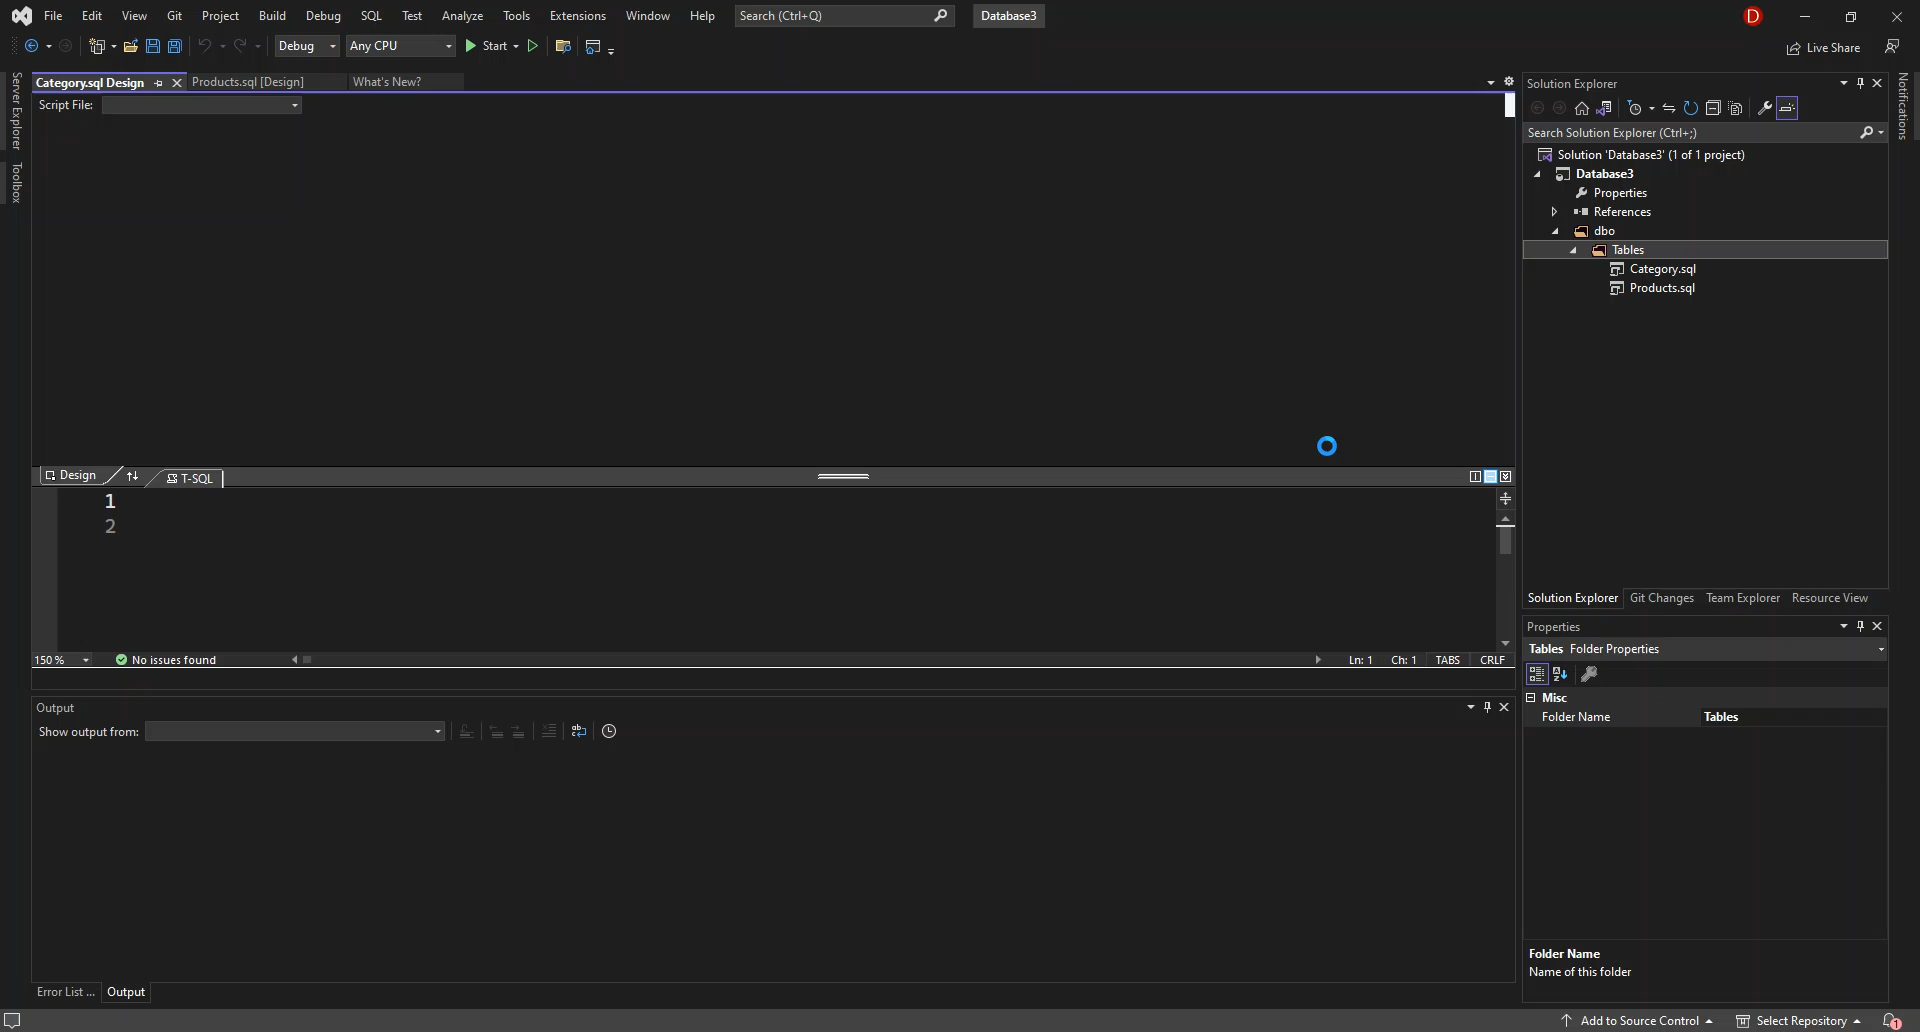 File Edit View Git Project Build Debug SQL Test Analyze Tools Extensions Window Help Search (Ctrl+Q) Database3 D
Debug Any CPU Start Live Share
Server Explorer
Toolbox
Category.sql Design Products.sql [Design] What's New?
Script File:
Design T-SQL
1
2
150 % No issues found Ln: 1 Ch: 1 TABS CRLF
Output
Show output from:
Error List ... Output
Solution Explorer
Search Solution Explorer (Ctrl+;)
Solution 'Database3' (1 of 1 project)
Database3
Properties
References
dbo
Tables
Category.sql
Products.sql
Solution Explorer Git Changes Team Explorer Resource View
Properties
Tables Folder Properties
Misc
Folder Name Tables
Folder Name
Name of this folder
Notifications
Add to Source Control Select Repository 1